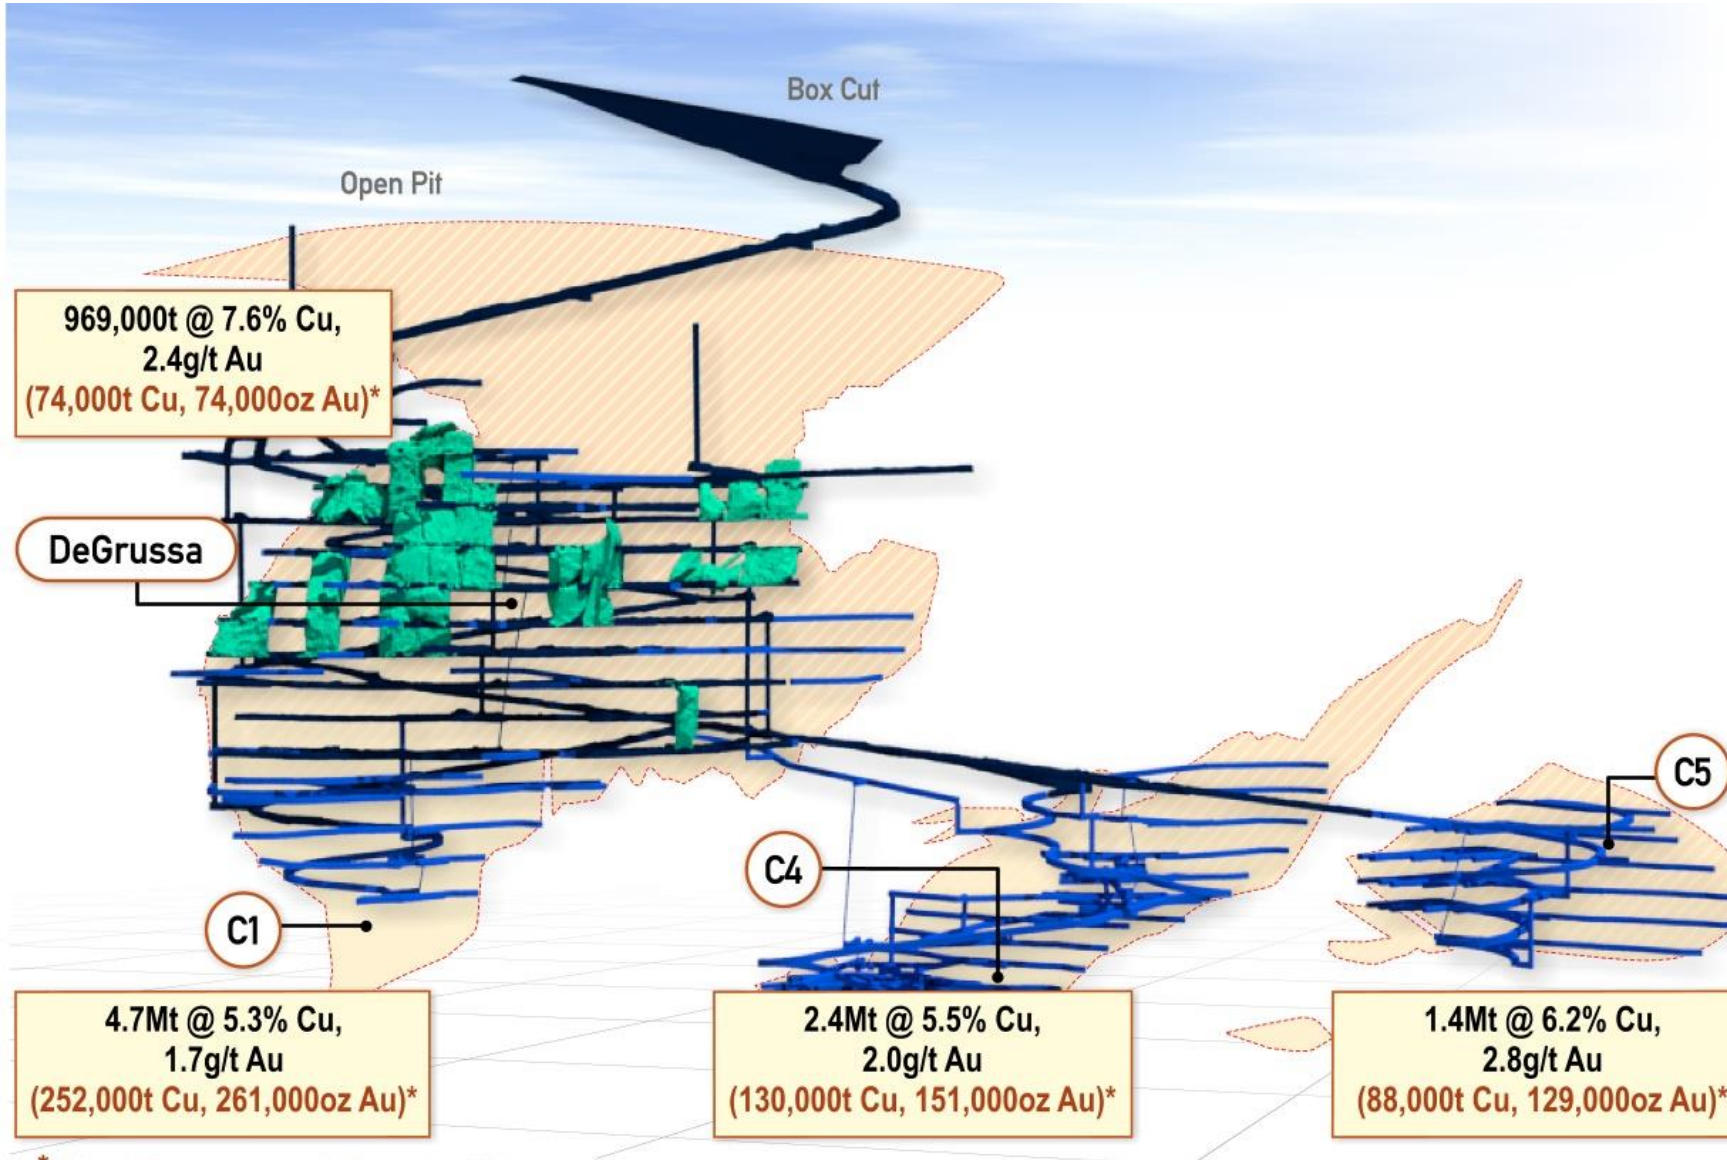 Box Cut
Open Pit
969,000t @ 7.6% Cu,
2.4g/t Au
(74,000t Cu, 74,000oz Au)*
DeGrussa
C5
C4
C1
4.7Mt @ 5.3% Cu,
1.7g/t Au
(252,000t Cu, 261,000oz Au)*
2.4Mt @ 5.5% Cu,
2.0g/t Au
(130,000t Cu, 151,000oz Au)*
1.4Mt @ 6.2% Cu,
2.8g/t Au
(88,000t Cu, 129,000oz Au)*
*